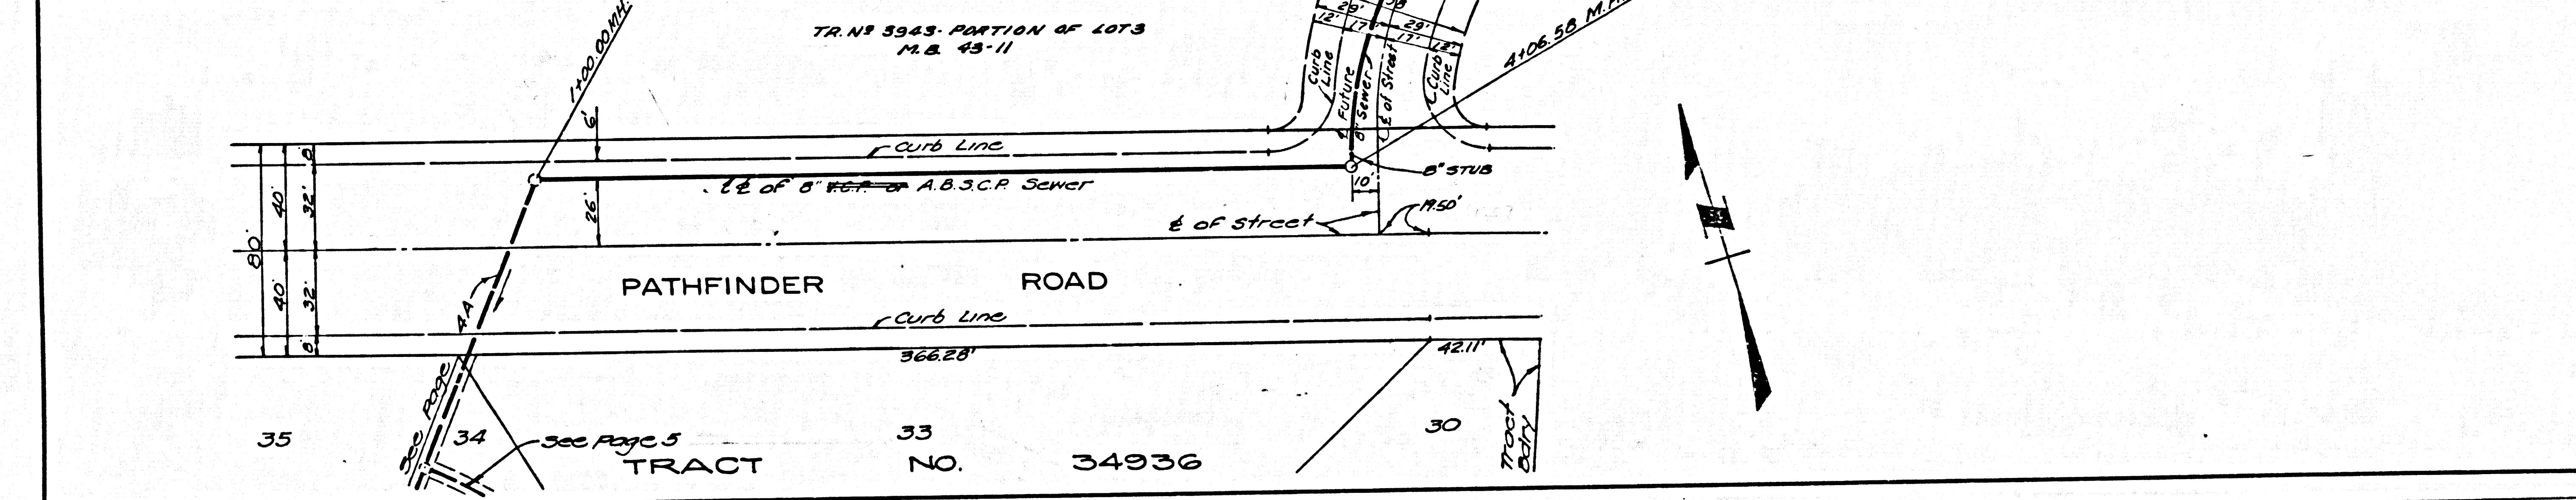 TR. Nº 3943- PORTION OF LOT 3
M.B. 43-11
1+00.00 M.H.
6'
29'
12'
17'
29'
17'
12'
Curb
Line
Future
8" Sewer
℄ of Street
Curb
Line
4+06.58 M.H.
Curb Line
℄ of 8" V.C.P. or A.B.S.C.P. Sewer
8" STUB
10'
19.50'
℄ of Street
26'
80'
40'
32'
40'
32'
8'
PATHFINDER ROAD
4A
Curb Line
366.28'
42.11'
See page
35
34
See page 5
33
30
Tract
Bdry
TRACT NO. 34936